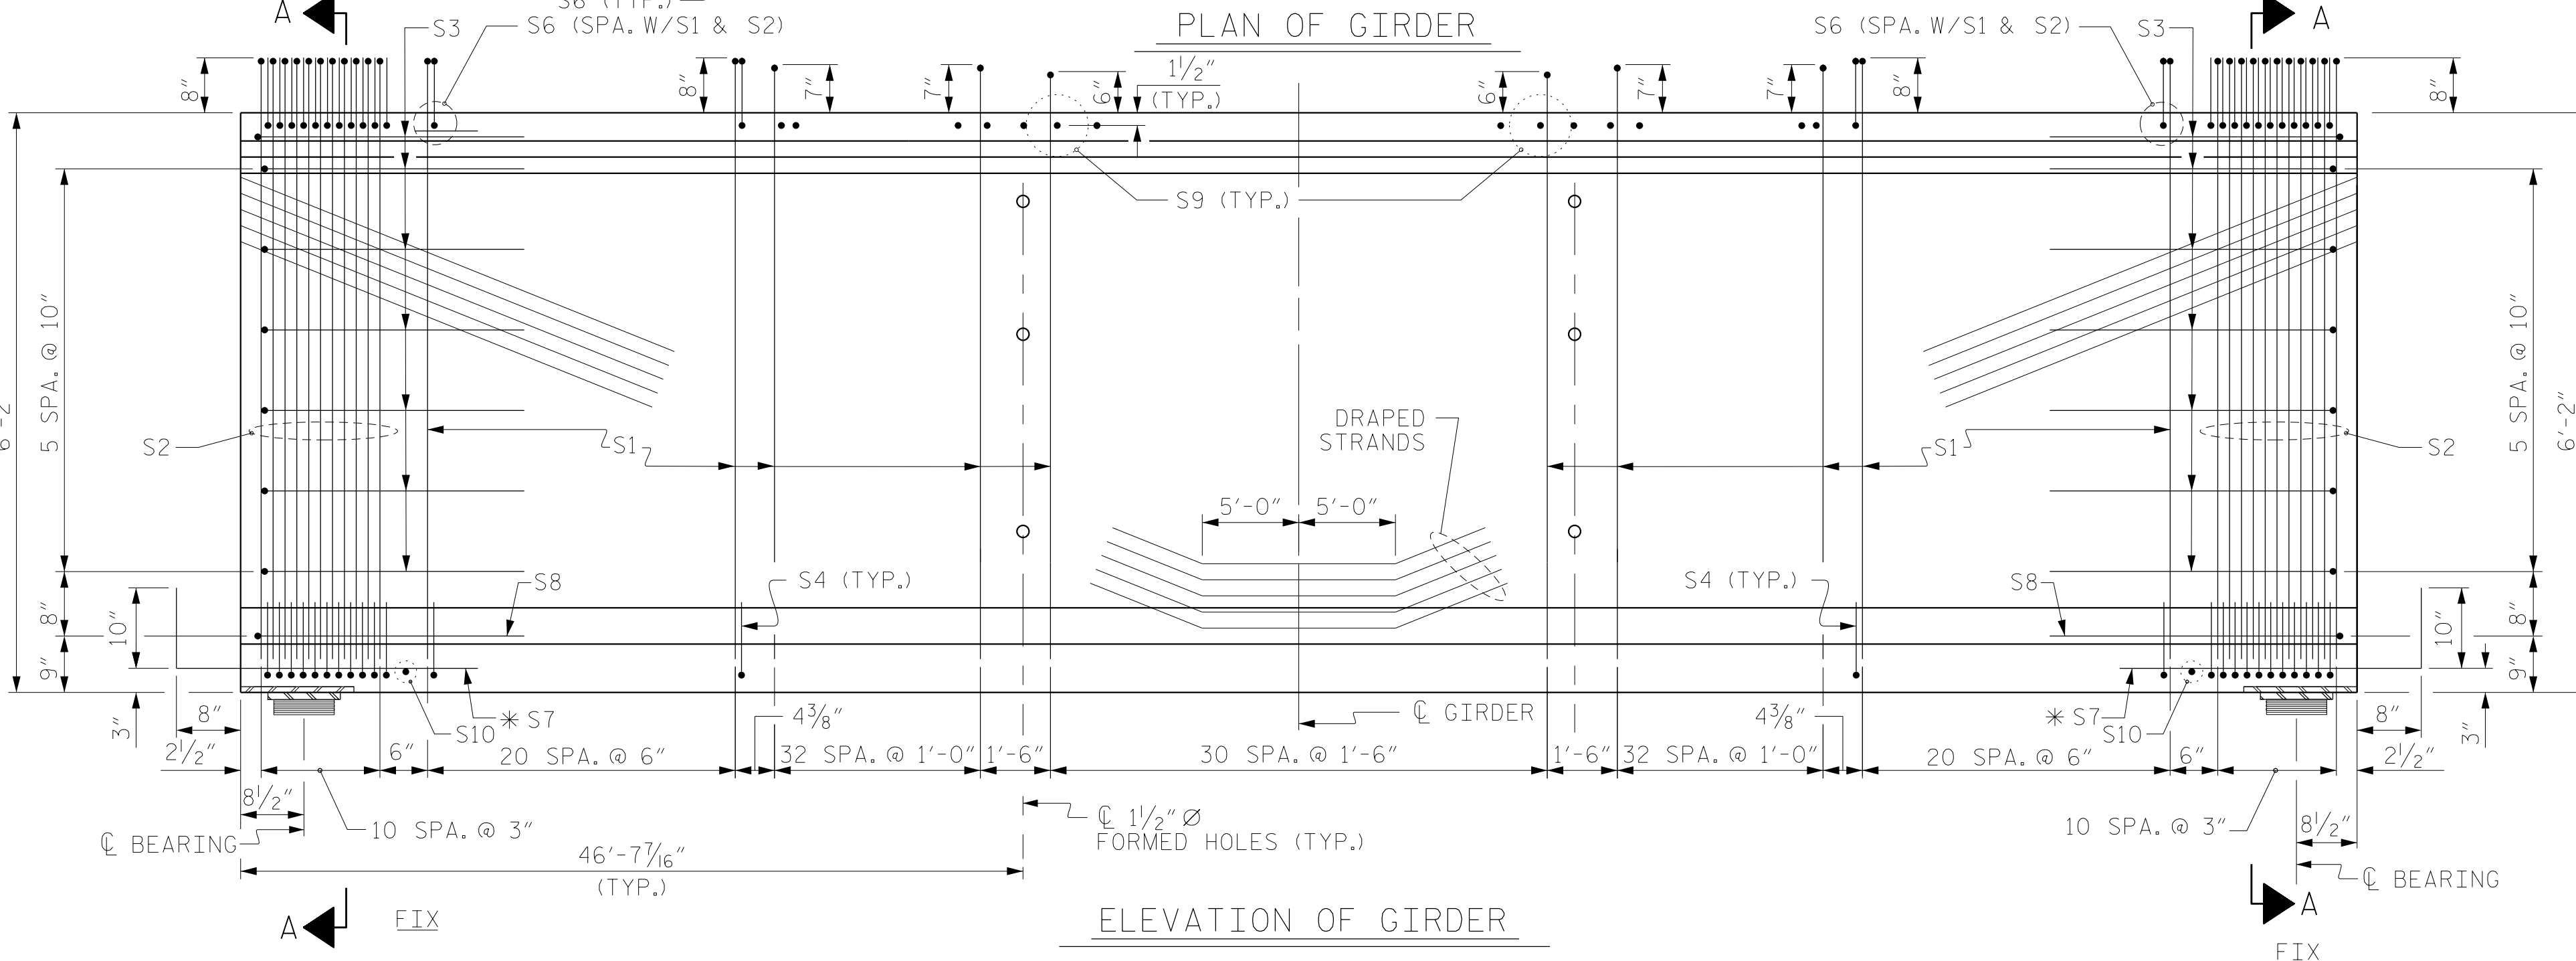 A
S6 (TYP.)
S6 (SPA. W/S1 & S2)
S3
PLAN OF GIRDER
S6 (SPA. W/S1 & S2)
S3
A
8"
8"
7"
7"
6"
1½"
(TYP.)
6"
7"
7"
8"
8"
S9 (TYP.)
6'-2"
5 SPA. @ 10"
S2
S1
DRAPED
STRANDS
S1
S2
5 SPA. @ 10"
6'-2"
5'-0"
5'-0"
S8
S4 (TYP.)
S4 (TYP.)
S8
8"
10"
9"
3"
8"
10"
9"
3"
8"
✳ S7
S10
4⅜"
℄ GIRDER
4⅜"
✳ S7
S10
8"
2½"
6"
20 SPA. @ 6"
32 SPA. @ 1'-0"
1'-6"
30 SPA. @ 1'-6"
1'-6"
32 SPA. @ 1'-0"
20 SPA. @ 6"
6"
2½"
8½"
10 SPA. @ 3"
℄ BEARING
46'-7 7/16"
(TYP.)
℄ 1½" Ø
FORMED HOLES (TYP.)
10 SPA. @ 3"
8½"
℄ BEARING
A
FIX
ELEVATION OF GIRDER
A
FIX